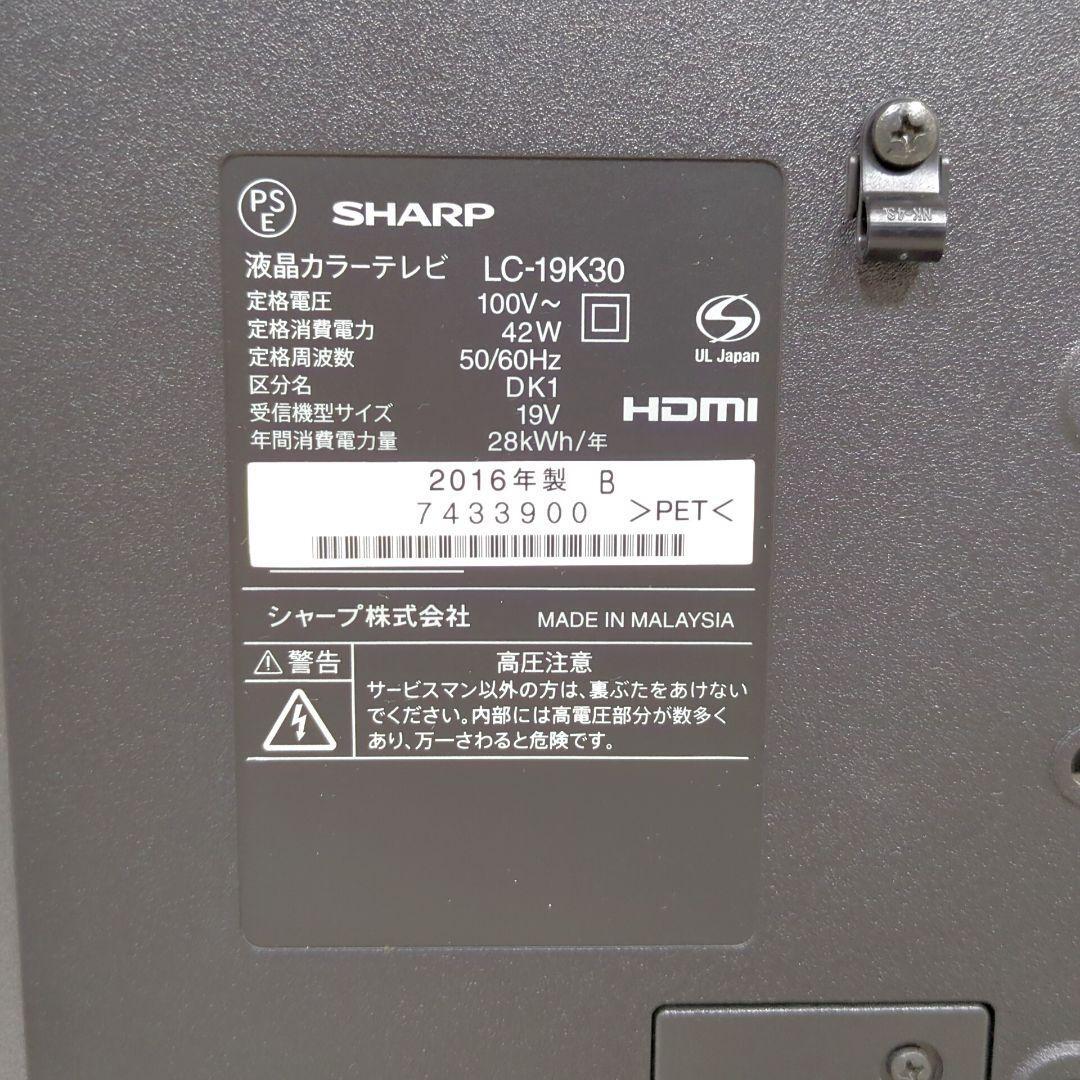 PS
E
SHARP
液晶カラーテレビ LC-19K30
定格電圧 100V～
定格消費電力 42W
定格周波数 50/60Hz
区分名 DK1
受信機型サイズ 19V
年間消費電力量 28kWh/年
UL Japan
HDMI
2016年製 B
7433900 >PET<
シャープ株式会社 MADE IN MALAYSIA
警告
高圧注意
サービスマン以外の方は、裏ぶたをあけない
でください。内部には高電圧部分が数多く
あり、万一さわると危険です。